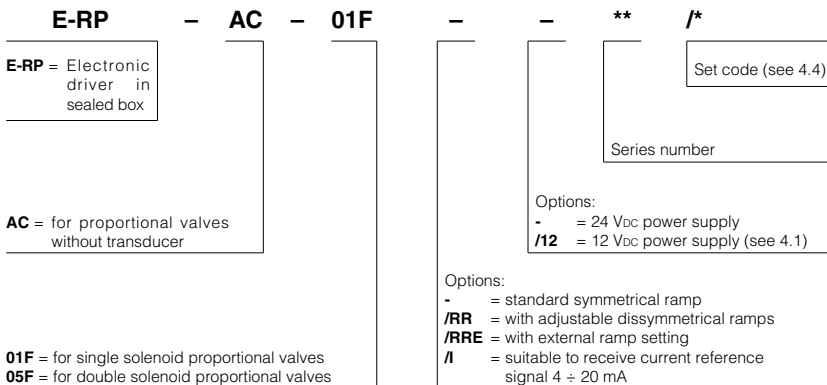 E-RP – AC – 01F – – ** /*
E-RP = Electronic
driver in
sealed box
Set code (see 4.4)
Series number
AC = for proportional valves
without transducer
Options:
- = 24 VDC power supply
/12 = 12 VDC power supply (see 4.1)
Options:
- = standard symmetrical ramp
/RR = with adjustable dissymmetrical ramps
/RRE = with external ramp setting
/I = suitable to receive current reference
signal 4 ÷ 20 mA
01F = for single solenoid proportional valves
05F = for double solenoid proportional valves